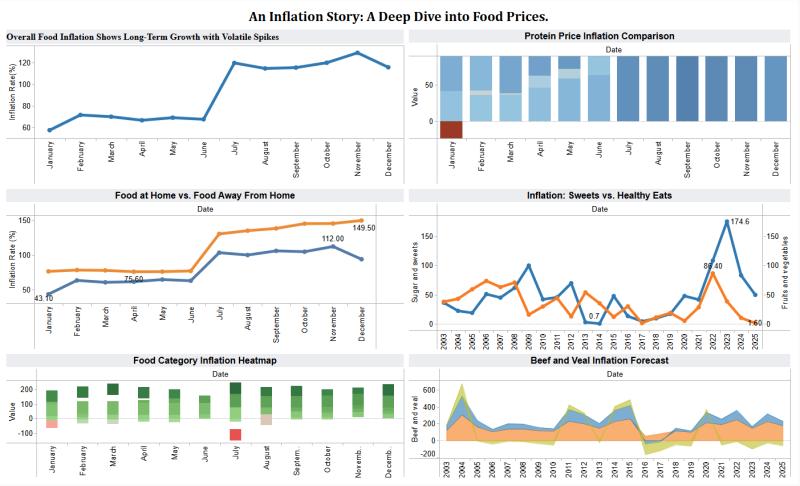 An Inflation Story: A Deep Dive into Food Prices.
Overall Food Inflation Shows Long-Term Growth with Volatile Spikes
Inflation Rate(%)
120
100
80
60
January
February
March
April
May
June
July
August
September
October
November
December
Protein Price Inflation Comparison
Date
Value
50
0
January
February
March
April
May
June
July
August
September
October
November
December
Food at Home vs. Food Away From Home
Date
Inflation Rate (%)
150
100
50
43.10
75.60
112.00
149.50
January
February
March
April
May
June
July
August
September
October
November
December
Inflation: Sweets vs. Healthy Eats
Date
Sugar and sweets
150
100
50
0
174.6
86.40
0.7
1.60
150
100
50
0
Fruits and vegetables
2003
2019
2005
2004
2006
2007
2008
2009
2010
2011
2012
2013
2014
2015
2016
2017
2018
2019
2020
2021
2022
2023
2024
2025
Food Category Inflation Heatmap
Date
Value
200
100
0
-100
January
February
March
April
May
June
July
August
Septem.
October
Novemb.
Decemb.
Beef and Veal Inflation Forecast
Date
Beef and veal
600
400
200
0
-200
2003
2004
2005
2006
2007
2008
2009
2010
2011
2012
2013
2014
2015
2016
2017
2018
2019
2020
2021
2022
2023
2024
2025